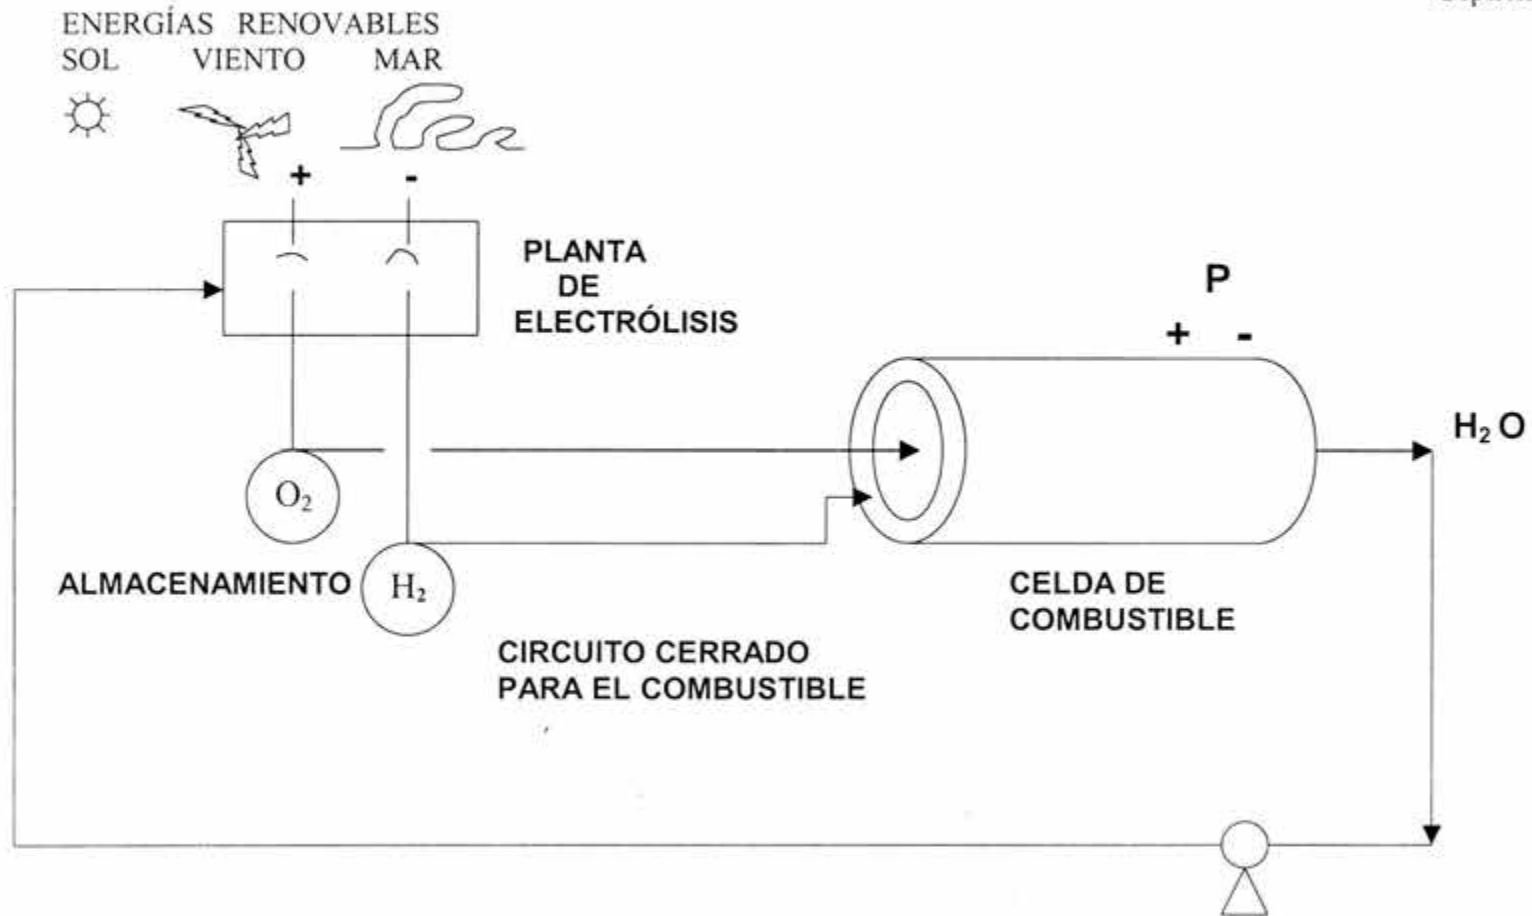 ENERGÍAS RENOVABLES
SOL VIENTO MAR
+ -
PLANTA
DE
ELECTRÓLISIS
P
+ -
H₂O
O₂
ALMACENAMIENTO
H₂
CELDA DE
COMBUSTIBLE
CIRCUITO CERRADO
PARA EL COMBUSTIBLE